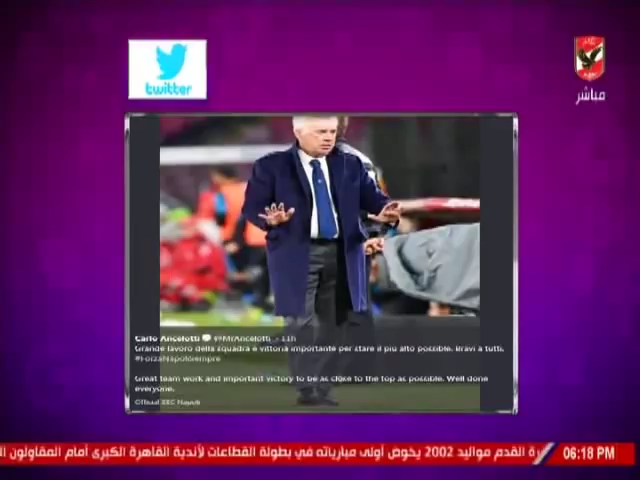 twitter
مباشر
Carlo Ancelotti @MrAncelotti · 11h
Grande lavoro della squadra e vittoria importante per stare il più alto possibile. Bravi a tutti.
#ForzaNapoliSempre
Great team work and important victory to be as close to the top as possible. Well done
everyone.
رة القدم مواليد 2002 يخوض أولى مبارياته في بطولة القطاعات لأندية القاهرة الكبرى أمام المقاولون ال
06:18 PM